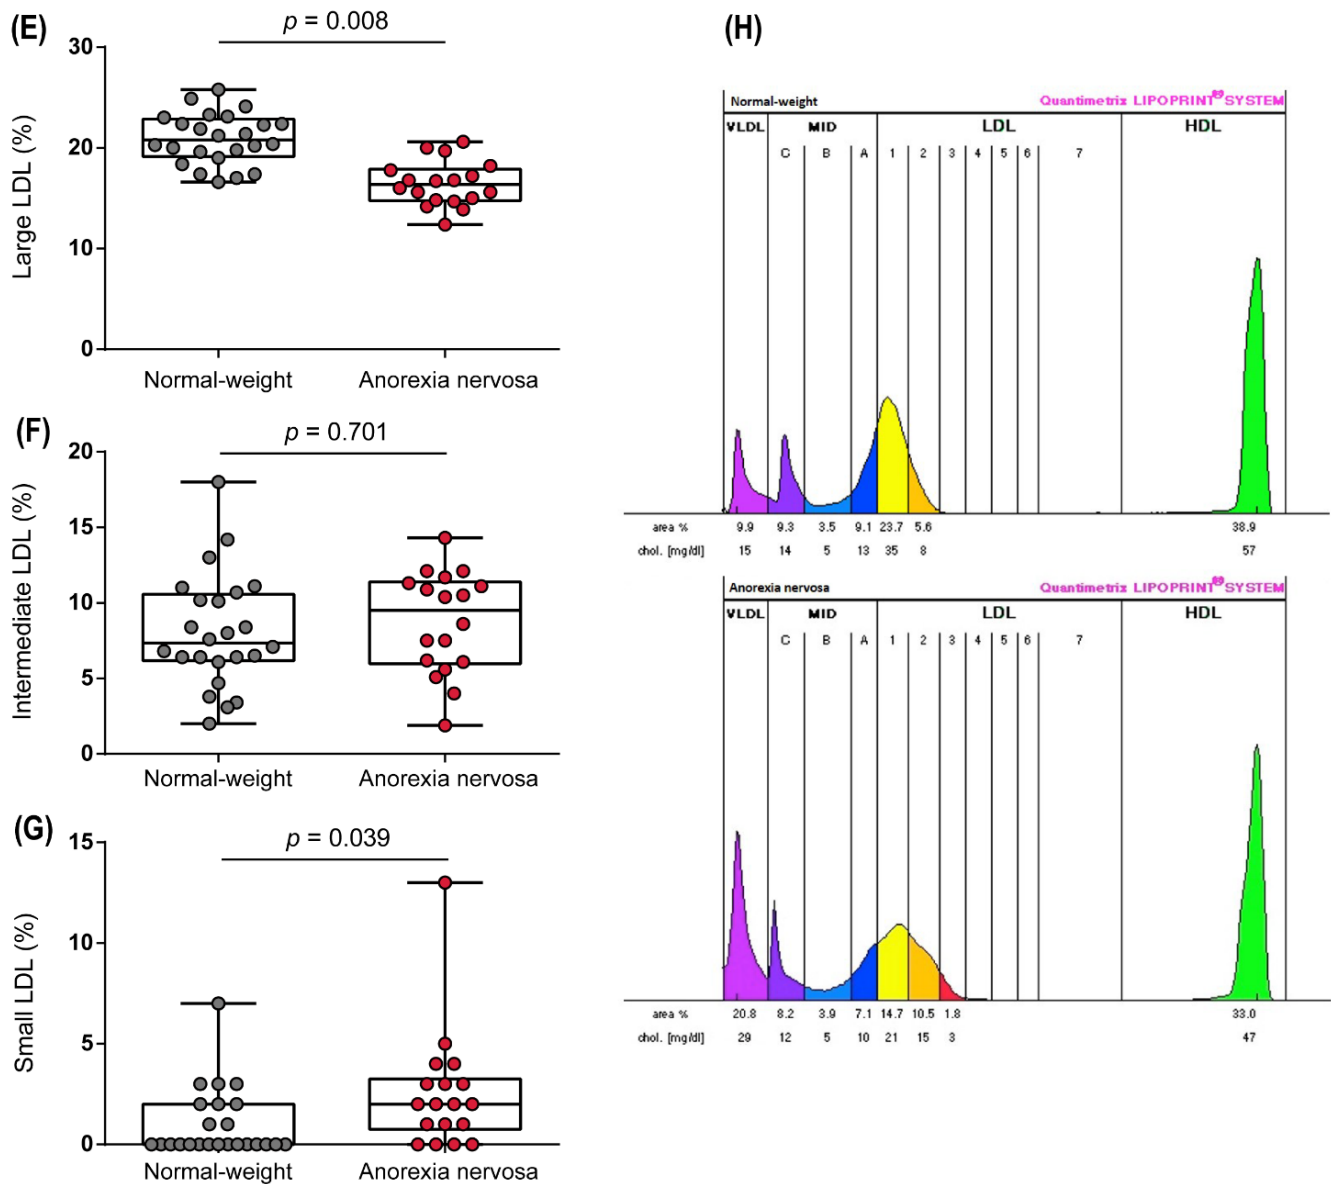 (E)
p = 0.008
30
20
10
0
Large LDL (%)
Normal-weight Anorexia nervosa
(F)
p = 0.701
20
15
10
5
0
Intermediate LDL (%)
Normal-weight Anorexia nervosa
(G)
p = 0.039
15
10
5
0
Small LDL (%)
Normal-weight Anorexia nervosa
(H)
Normal-weight Quantimetrix LIPOPRINT SYSTEM
VLDL MID LDL HDL
C B A 1 2 3 4 5 6 7
area % 9.9 9.3 3.5 9.1 23.7 5.6 38.9
chol. [mg/dl] 15 14 5 13 35 8 57
Anorexia nervosa Quantimetrix LIPOPRINT SYSTEM
VLDL MID LDL HDL
C B A 1 2 3 4 5 6 7
area % 20.8 8.2 3.9 7.1 14.7 10.5 1.8 33.0
chol. [mg/dl] 29 12 5 10 21 15 3 47